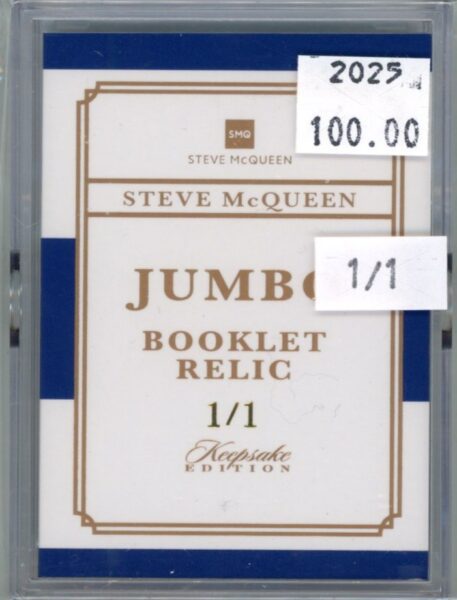 2025
100.00
SMQ
STEVE McQUEEN
STEVE McQUEEN
1/1
JUMBO
BOOKLET
RELIC
1/1
Keepsake
EDITION